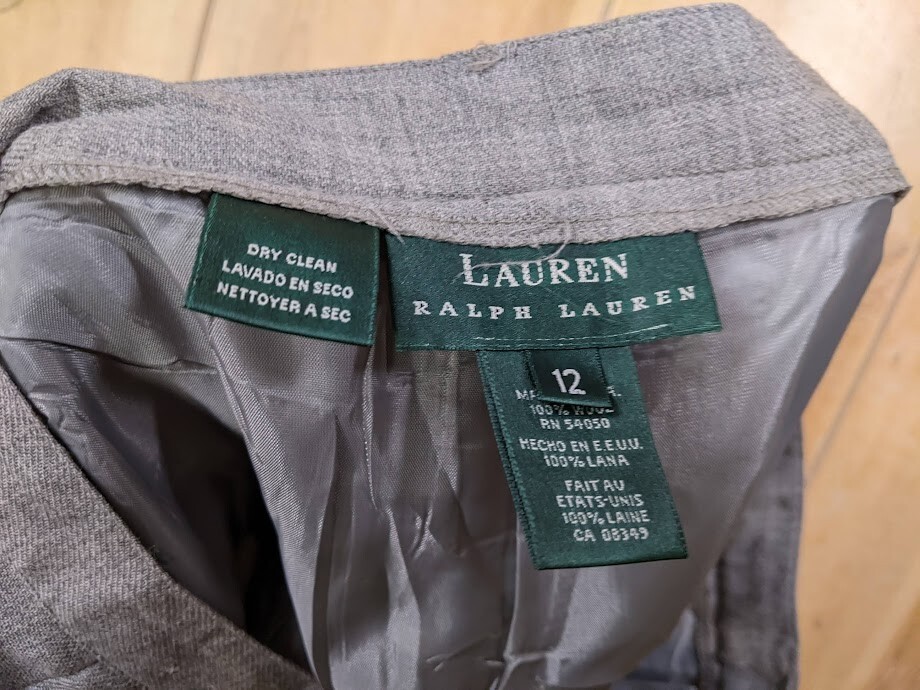 DRY CLEAN
LAVADO EN SECO
NETTOYER A SEC
LAUREN
RALPH LAUREN
12
100% WOOL
RN 54050
HECHO EN E.E.U.U.
100% LANA
FAIT AU
ETATS-UNIS
100% LAINE
CA 08349